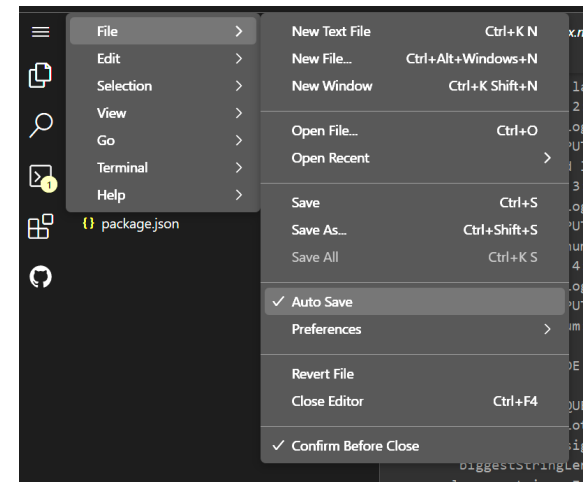 File
Edit
Selection
View
Go
Terminal
Help
{} package.json
1
New Text File Ctrl+K N
New File... Ctrl+Alt+Windows+N
New Window Ctrl+K Shift+N
Open File... Ctrl+O
Open Recent
Save Ctrl+S
Save As... Ctrl+Shift+S
Save All Ctrl+K S
Auto Save
Preferences
Revert File
Close Editor Ctrl+F4
Confirm Before Close
biggestStringLen